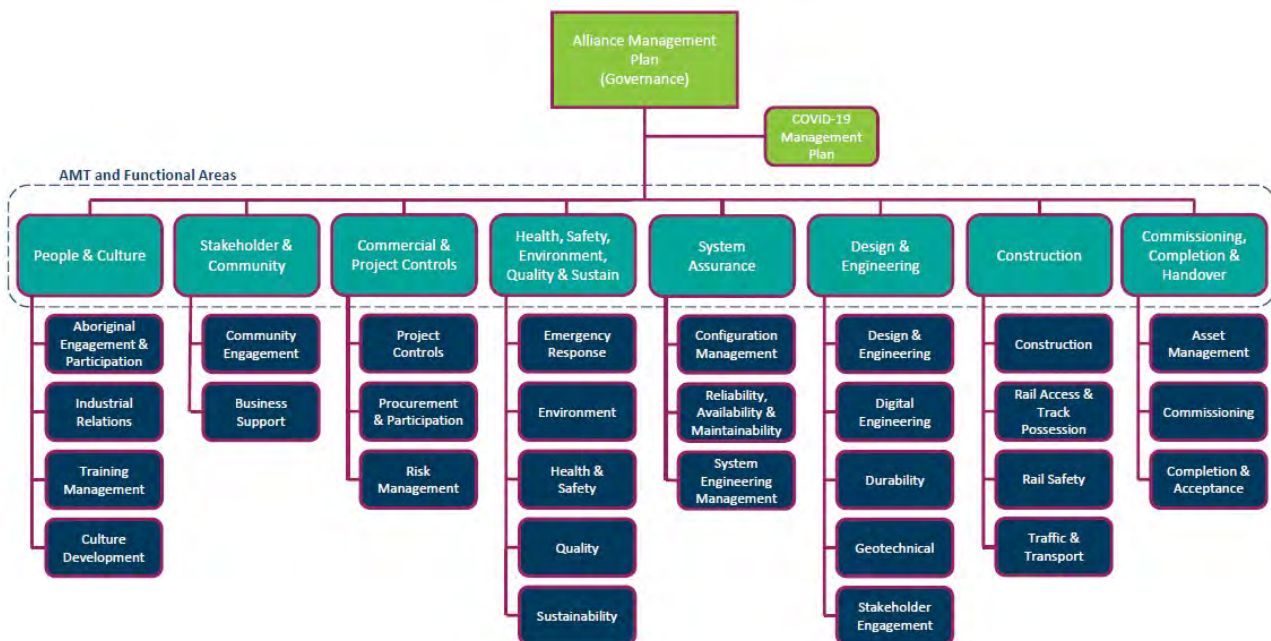 Alliance Management
Plan
(Governance)
COVID-19
Management
Plan
AMT and Functional Areas
People & Culture
Stakeholder &
Community
Commercial &
Project Controls
Health, Safety,
Environment,
Quality & Sustain
System
Assurance
Design &
Engineering
Construction
Commissioning,
Completion &
Handover
Aboriginal
Engagement &
Participation
Industrial
Relations
Training
Management
Culture
Development
Community
Engagement
Business
Support
Project
Controls
Procurement
& Participation
Risk
Management
Emergency
Response
Environment
Health &
Safety
Quality
Sustainability
Configuration
Management
Reliability,
Availability &
Maintainability
System
Engineering
Management
Design &
Engineering
Digital
Engineering
Durability
Geotechnical
Stakeholder
Engagement
Construction
Rail Access &
Track
Possession
Rail Safety
Traffic &
Transport
Asset
Management
Commissioning
Completion &
Acceptance